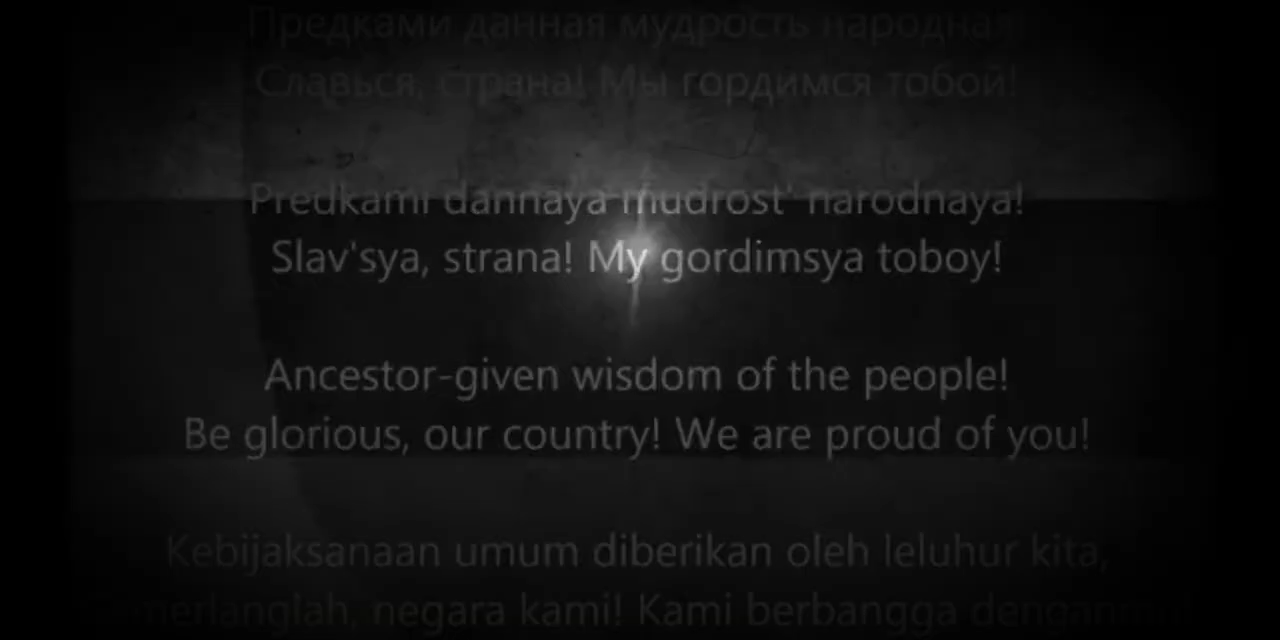 Предками данная мудрость народная!
Славься, страна! Мы гордимся тобой!
Predkami dannaya mudrost' narodnaya!
Slav'sya, strana! My gordimsya toboy!
Ancestor-given wisdom of the people!
Be glorious, our country! We are proud of you!
Kebijaksanaan umum diberikan oleh leluhur kita,
negara kami! Kami berbangga